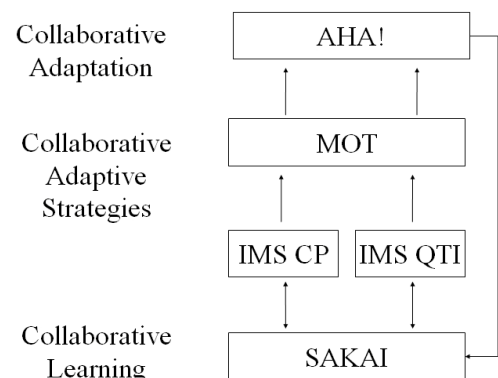 Collaborative
Adaptation
AHA!
Collaborative
Adaptive
Strategies
MOT
IMS CP
IMS QTI
Collaborative
Learning
SAKAI